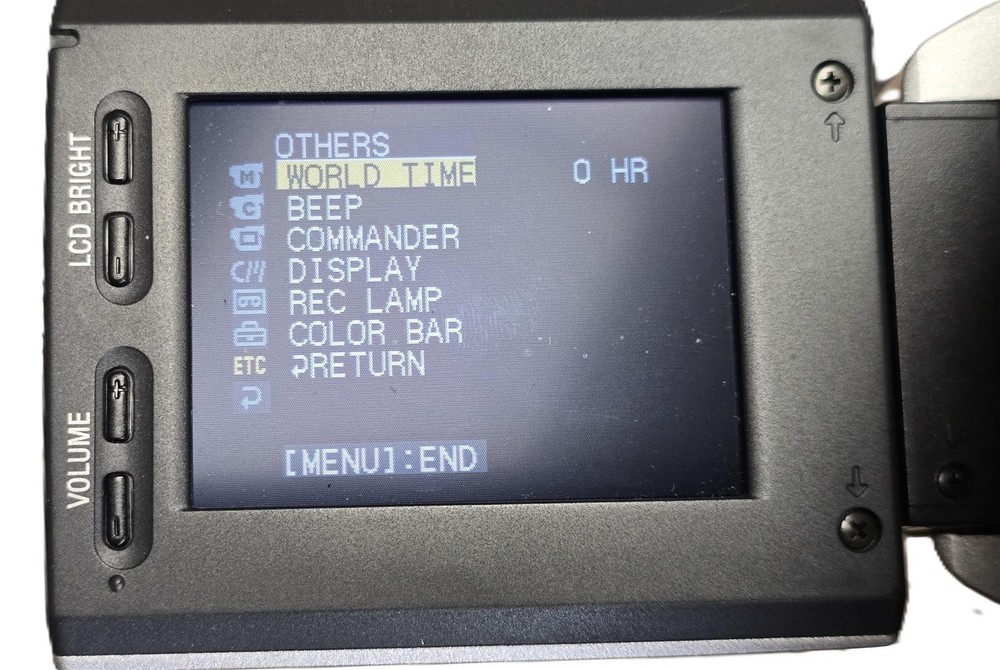 LCD BRIGHT
+
-
VOLUME
+
-
OTHERS
WORLD TIME 0 HR
BEEP
COMMANDER
DISPLAY
REC LAMP
COLOR BAR
ETC ⮌RETURN
[MENU]:END
M
C